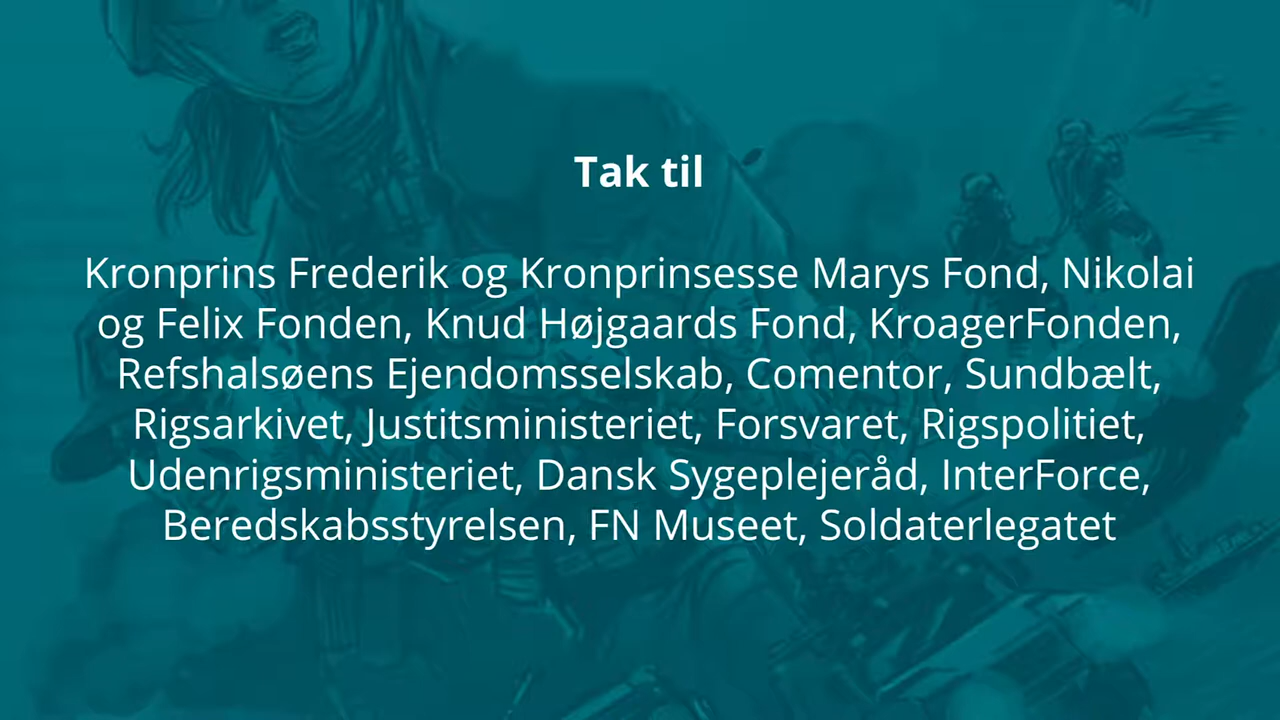 Tak til
Kronprins Frederik og Kronprinsesse Marys Fond, Nikolai
og Felix Fonden, Knud Højgaards Fond, KroagerFonden,
Refshalsøens Ejendomsselskab, Comentor, Sundbælt,
Rigsarkivet, Justitsministeriet, Forsvaret, Rigspolitiet,
Udenrigsministeriet, Dansk Sygeplejeråd, InterForce,
Beredskabsstyrelsen, FN Museet, Soldaterlegatet